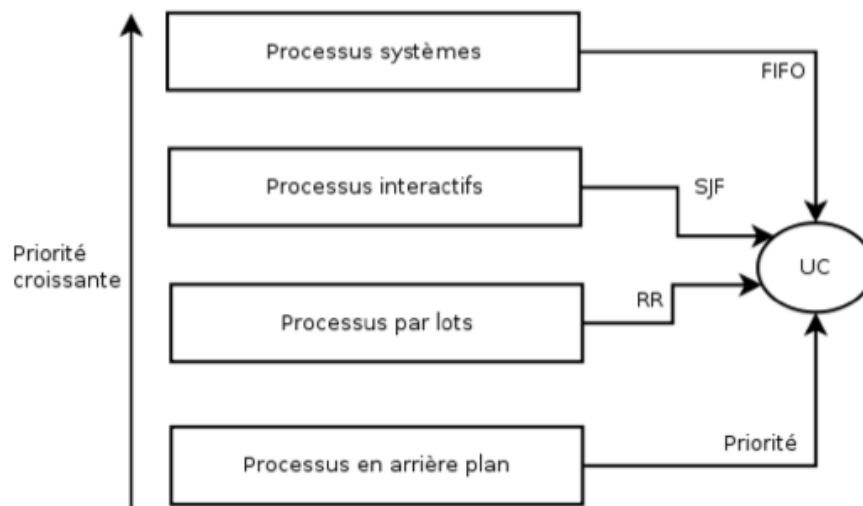 Processus systèmes
FIFO
Processus interactifs
SJF
Priorité
croissante
UC
RR
Processus par lots
Priorité
Processus en arrière plan